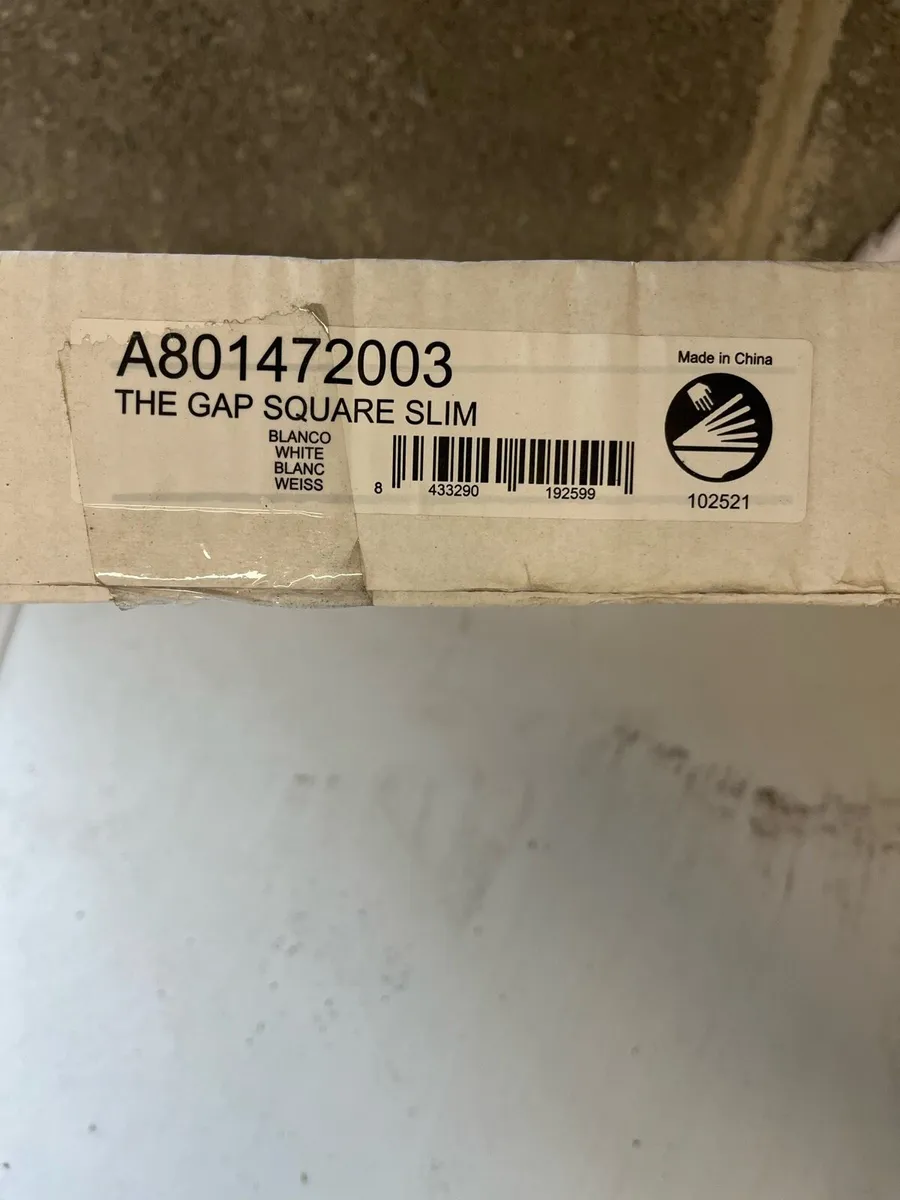 A801472003
THE GAP SQUARE SLIM
BLANCO
WHITE
BLANC
WEISS
8 433290 192599
Made in China
102521